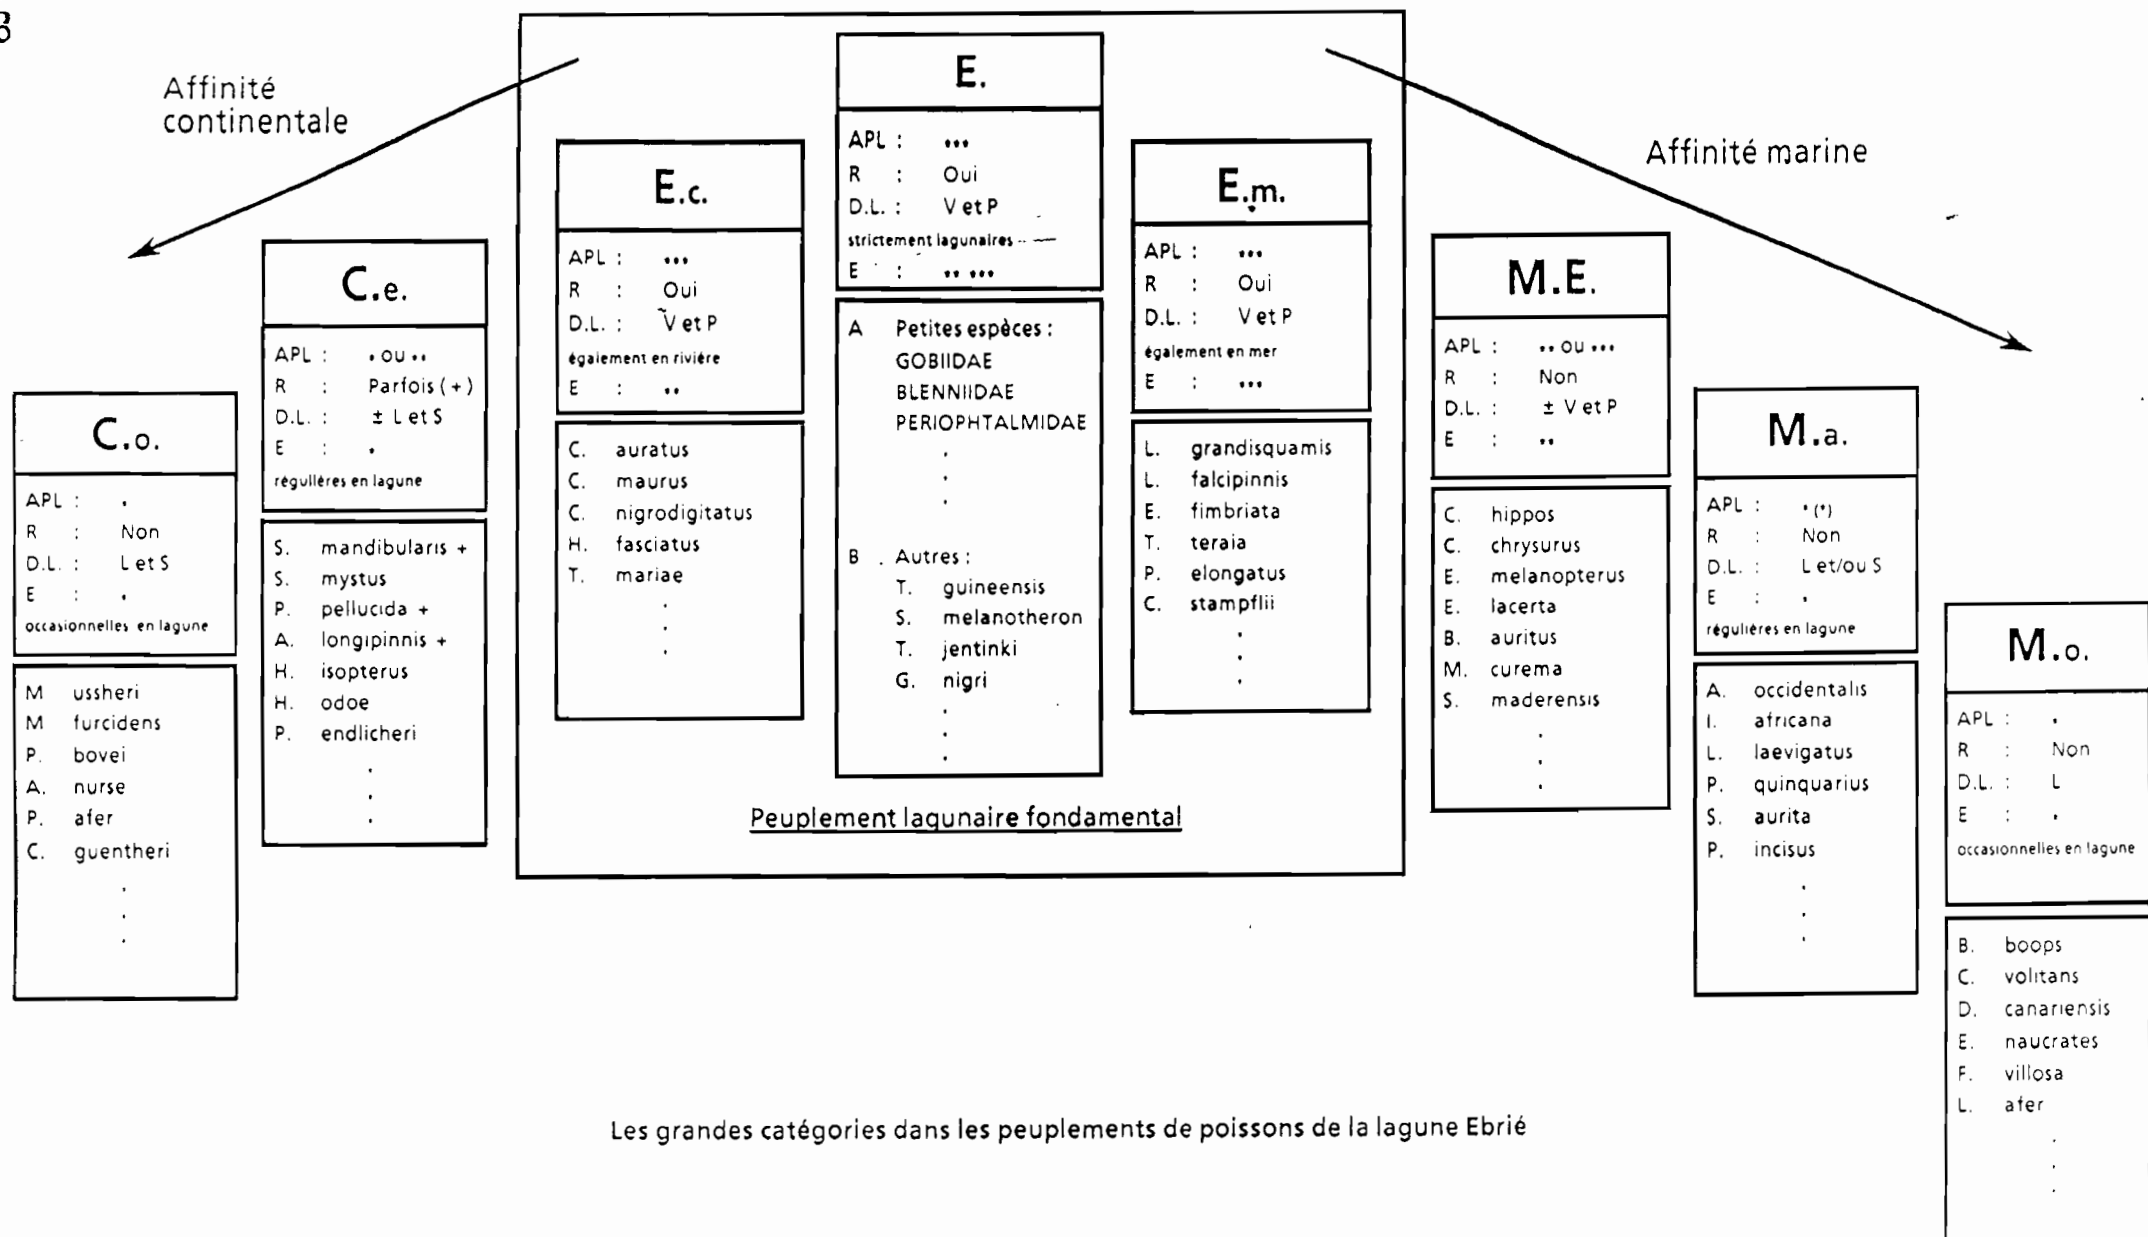 8
Affinité
continentale
Affinité marine
C.o.
APL : .
R : Non
D.L. : L et S
E : .
occasionnelles en lagune
M ussheri
M furcidens
P. bovei
A. nurse
P. afer
C. guentheri
.
.
.
C.e.
APL : . ou ..
R : Parfois (+)
D.L. : ± L et S
E : .
régulières en lagune
S. mandibularis +
S. mystus
P. pellucida +
A. longipinnis +
H. isopterus
H. odoe
P. endlicheri
.
.
.
E.c.
APL : ...
R : Oui
D.L. : V et P
également en rivière
E : ..
C. auratus
C. maurus
C. nigrodigitatus
H. fasciatus
T. mariae
.
.
.
E.
APL : ...
R : Oui
D.L. : V et P
strictement lagunaires
E : .. ...
A Petites espèces :
GOBIIDAE
BLENNIIDAE
PERIOPHTALMIDAE
.
.
.
B . Autres :
T. guineensis
S. melanotheron
T. jentinki
G. nigri
.
.
.
E.m.
APL : ...
R : Oui
D.L. : V et P
également en mer
E : ...
L. grandisquamis
L. falcipinnis
E. fimbriata
T. teraia
P. elongatus
C. stampflii
.
.
.
Peuplement lagunaire fondamental
M.E.
APL : .. ou ...
R : Non
D.L. : ± V et P
E : ..
C. hippos
C. chrysurus
E. melanopterus
E. lacerta
B. auritus
M. curema
S. maderensis
.
.
.
M.a.
APL : . (.)
R : Non
D.L. : L et/ou S
E : .
régulières en lagune
A. occidentalis
I. africana
L. laevigatus
P. quinquarius
S. aurita
P. incisus
.
.
.
M.o.
APL : .
R : Non
D.L. : L
E : .
occasionnelles en lagune
B. boops
C. volitans
D. canariensis
E. naucrates
F. villosa
L. afer
.
.
.
Les grandes catégories dans les peuplements de poissons de la lagune Ebrié